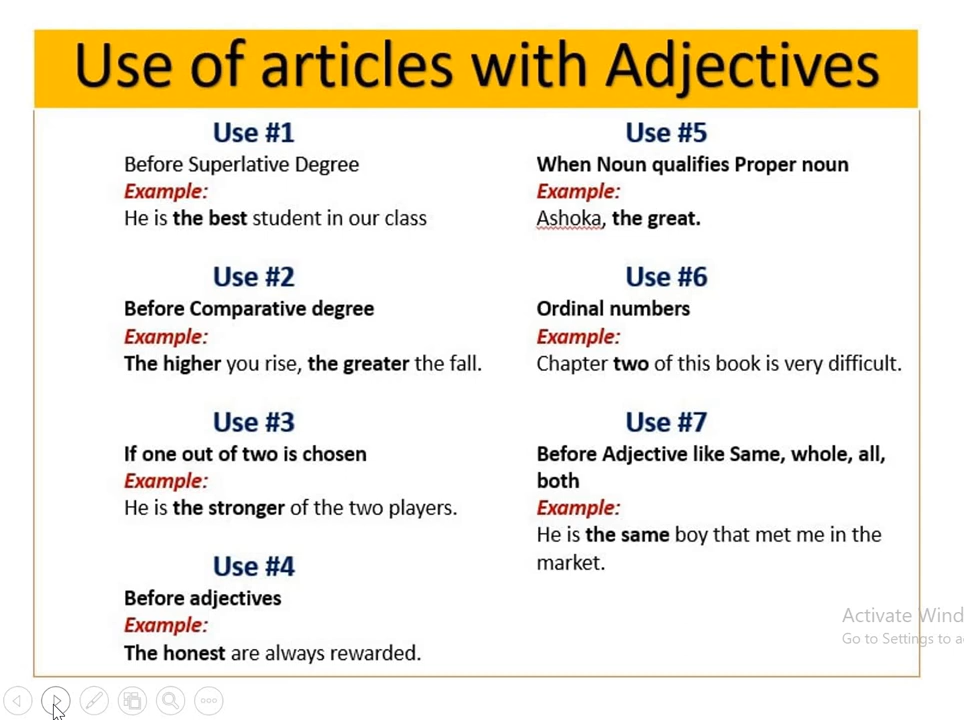 Use of articles with Adjectives
Use #1
Before Superlative Degree
Example:
He is the best student in our class
Use #2
Before Comparative degree
Example:
The higher you rise, the greater the fall.
Use #3
If one out of two is chosen
Example:
He is the stronger of the two players.
Use #4
Before adjectives
Example:
The honest are always rewarded.
Use #5
When Noun qualifies Proper noun
Example:
Ashoka, the great.
Use #6
Ordinal numbers
Example:
Chapter two of this book is very difficult.
Use #7
Before Adjective like Same, whole, all,
both
Example:
He is the same boy that met me in the
market.
Activate Wind
Go to Settings to a